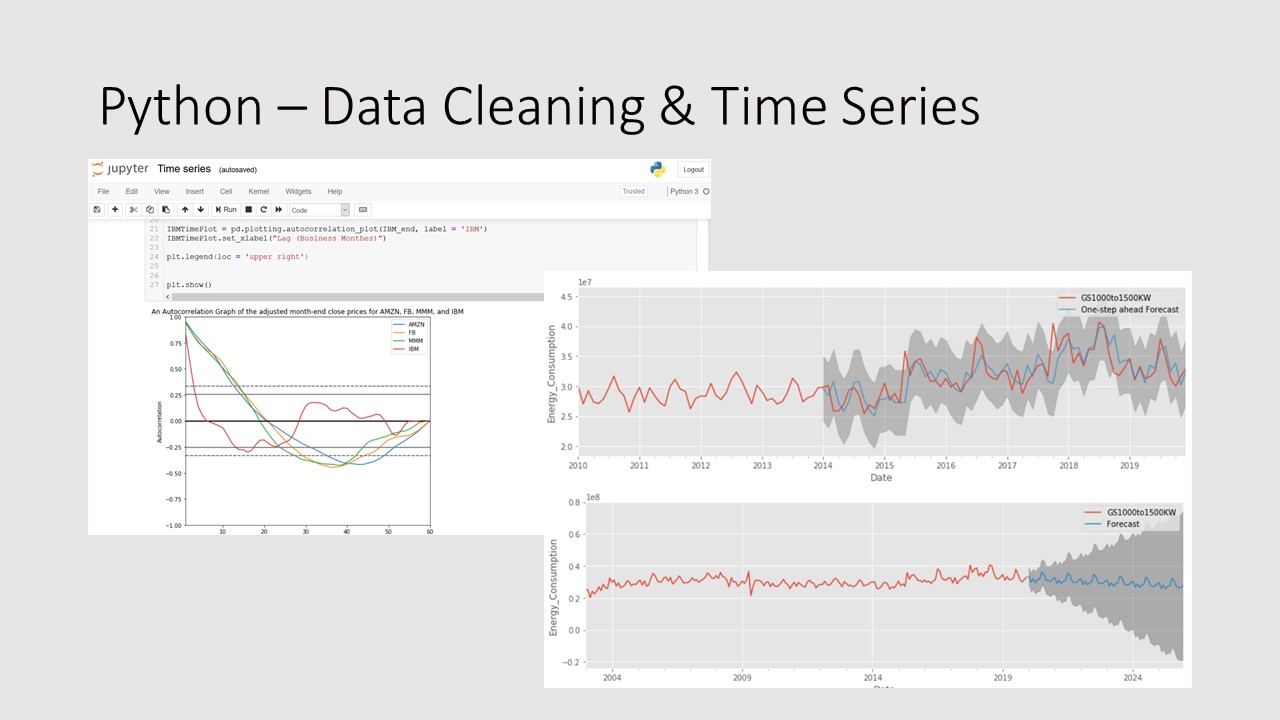 Python – Data Cleaning & Time Series
jupyter Time series (autosaved)
Logout
File Edit View Insert Cell Kernel Widgets Help
Trusted
Python 3
Run
Code
20
21 IBMTimePlot = pd.plotting.autocorrelation_plot(IBM_end, label = 'IBM')
22 IBMTimePlot.set_xlabel("Lag (Business Monthes)")
23
24 plt.legend(loc = 'upper right')
25
26
27 plt.show()
An Autocorrelation Graph of the adjusted month-end close prices for AMZN, FB, MMM, and IBM
AMZN
FB
MMM
IBM
Autocorrelation
1.00
0.75
0.50
0.25
0.00
−0.25
−0.50
−0.75
−1.00
10 20 30 40 50 60
1e7
GS1000to1500KW
One-step ahead Forecast
Energy_Consumption
4.5
4.0
3.5
3.0
2.5
2.0
2010 2011 2012 2013 2014 2015 2016 2017 2018 2019
Date
1e8
GS1000to1500KW
Forecast
Energy_Consumption
0.8
0.6
0.4
0.2
0.0
−0.2
2004 2009 2014 2019 2024